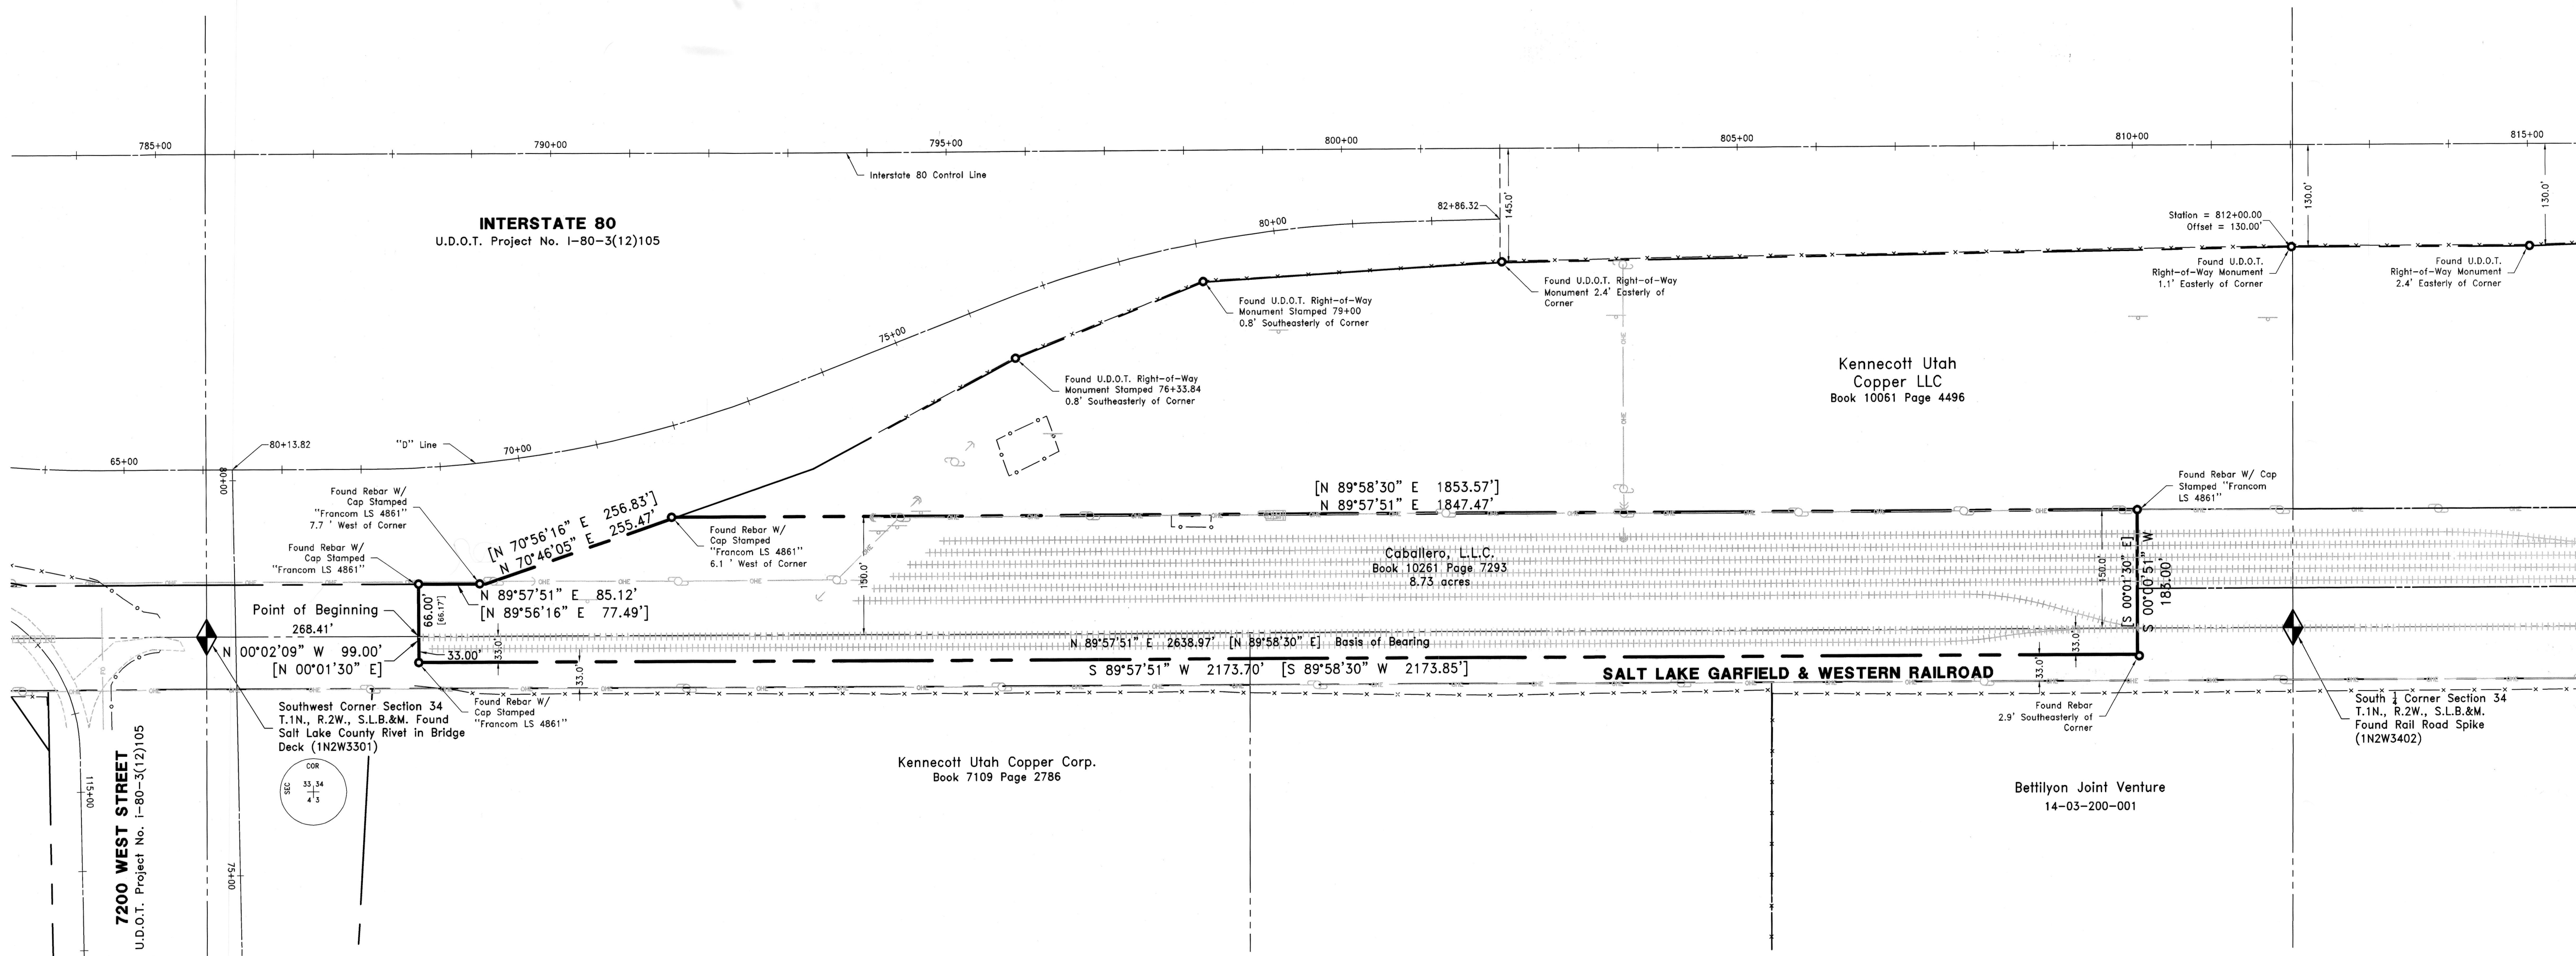 785+00
790+00
795+00
800+00
805+00
810+00
815+00
Interstate 80 Control Line
INTERSTATE 80
U.D.O.T. Project No. I-80-3(12)105
82+86.32
145.0'
130.0'
130.0'
80+00
75+00
70+00
65+00
"D" Line
80+13.82
80+00
Station = 812+00.00
Offset = 130.00'
Found U.D.O.T.
Right-of-Way Monument
1.1' Easterly of Corner
Found U.D.O.T.
Right-of-Way Monument
2.4' Easterly of Corner
Found U.D.O.T. Right-of-Way
Monument 2.4' Easterly of
Corner
Found U.D.O.T. Right-of-Way
Monument Stamped 79+00
0.8' Southeasterly of Corner
Found U.D.O.T. Right-of-Way
Monument Stamped 76+33.84
0.8' Southeasterly of Corner
Kennecott Utah
Copper LLC
Book 10061 Page 4496
Found Rebar W/
Cap Stamped
"Francom LS 4861"
7.7 ' West of Corner
Found Rebar W/
Cap Stamped
"Francom LS 4861"
[N 70°56'16" E 256.83']
N 70°46'05" E 255.47'
Found Rebar W/
Cap Stamped
"Francom LS 4861"
6.1 ' West of Corner
[N 89°58'30" E 1853.57']
N 89°57'51" E 1847.47'
Found Rebar W/ Cap
Stamped "Francom
LS 4861"
Caballero, L.L.C.
Book 10261 Page 7293
8.73 acres
150.0'
150.0'
[S 00°01'30" E]
S 00°00'51" W
183.00'
N 89°57'51" E 85.12'
[N 89°56'16" E 77.49']
66.00'
[66.17']
Point of Beginning
268.41'
N 00°02'09" W 99.00'
[N 00°01'30" E]
33.00'
33.0'
33.0'
33.0'
33.0'
N 89°57'51" E 2638.97' [N 89°58'30" E] Basis of Bearing
S 89°57'51" W 2173.70' [S 89°58'30" W 2173.85']
SALT LAKE GARFIELD & WESTERN RAILROAD
Found Rebar W/
Cap Stamped
"Francom LS 4861"
Southwest Corner Section 34
T.1N., R.2W., S.L.B.&M. Found
Salt Lake County Rivet in Bridge
Deck (1N2W3301)
COR
SEC
33 34
4 3
Found Rebar
2.9' Southeasterly of
Corner
South ¼ Corner Section 34
T.1N., R.2W., S.L.B.&M.
Found Rail Road Spike
(1N2W3402)
Kennecott Utah Copper Corp.
Book 7109 Page 2786
Bettilyon Joint Venture
14-03-200-001
7200 WEST STREET
U.D.O.T. Project No. i-80-3(12)105
115+00
75+00